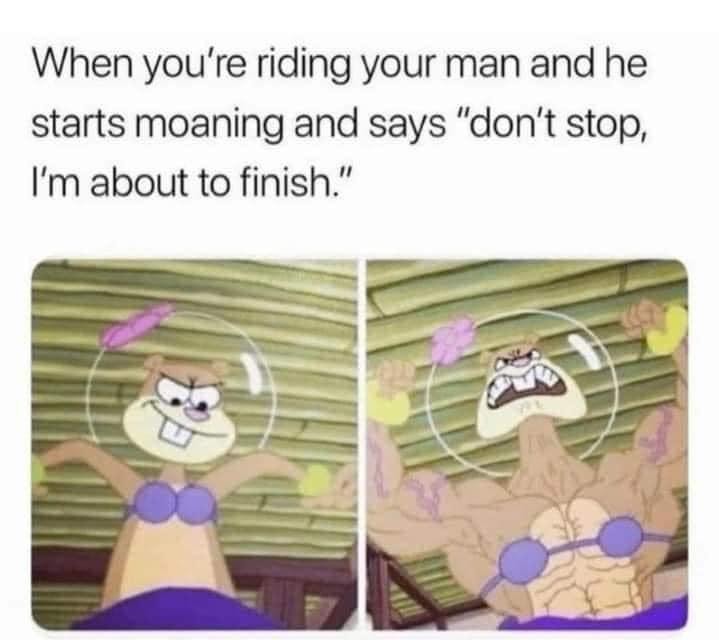 When you're riding your man and he
starts moaning and says "don't stop,
I'm about to finish."